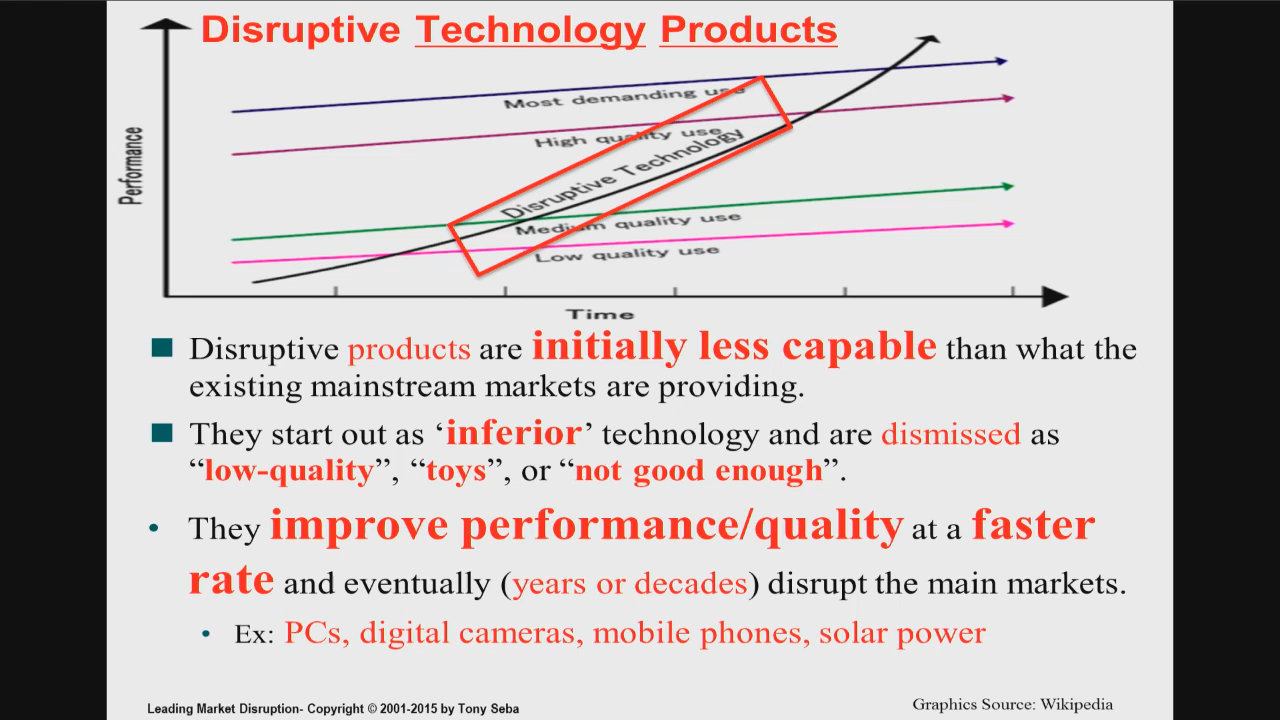 Disruptive Technology Products
Performance
Most demanding use
High quality use
Disruptive Technology
Medium quality use
Low quality use
Time
Disruptive products are initially less capable than what the
existing mainstream markets are providing.
They start out as ‘inferior’ technology and are dismissed as
“low-quality”, “toys”, or “not good enough”.
• They improve performance/quality at a faster
rate and eventually (years or decades) disrupt the main markets.
• Ex: PCs, digital cameras, mobile phones, solar power
Leading Market Disruption- Copyright © 2001-2015 by Tony Seba
Graphics Source: Wikipedia